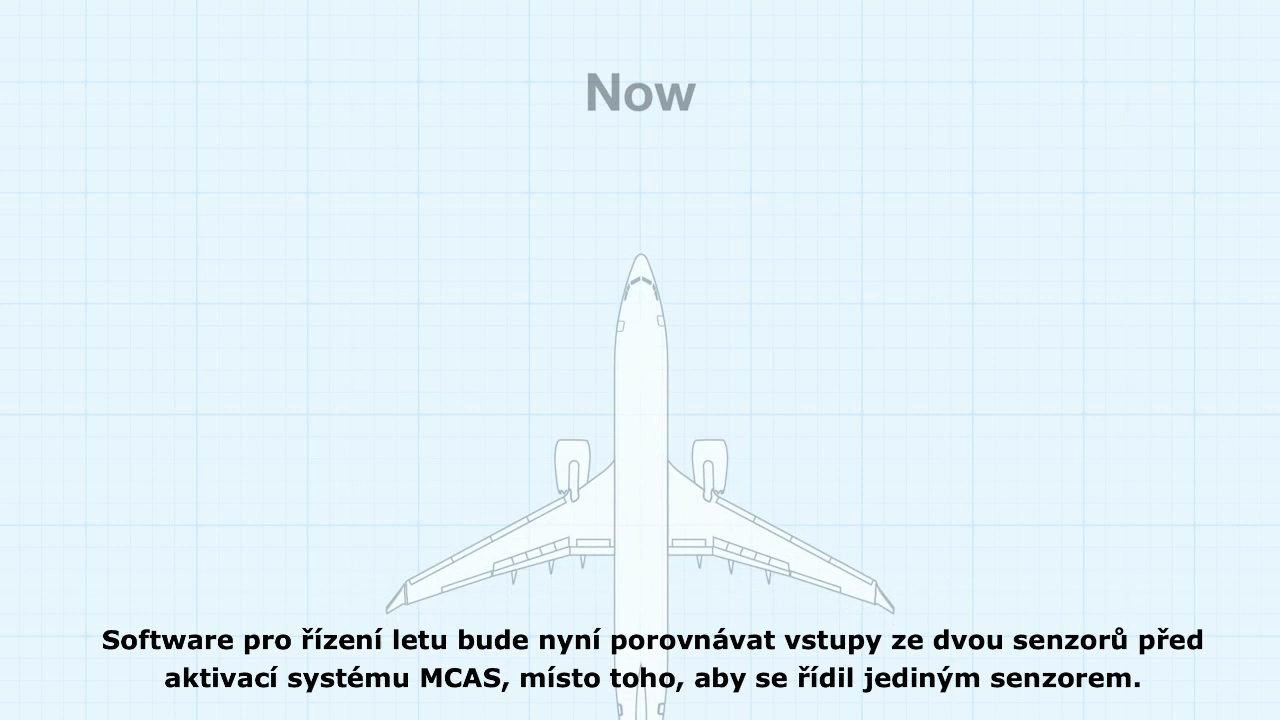 Now
Software pro řízení letu bude nyní porovnávat vstupy ze dvou senzorů před
aktivací systému MCAS, místo toho, aby se řídil jediným senzorem.